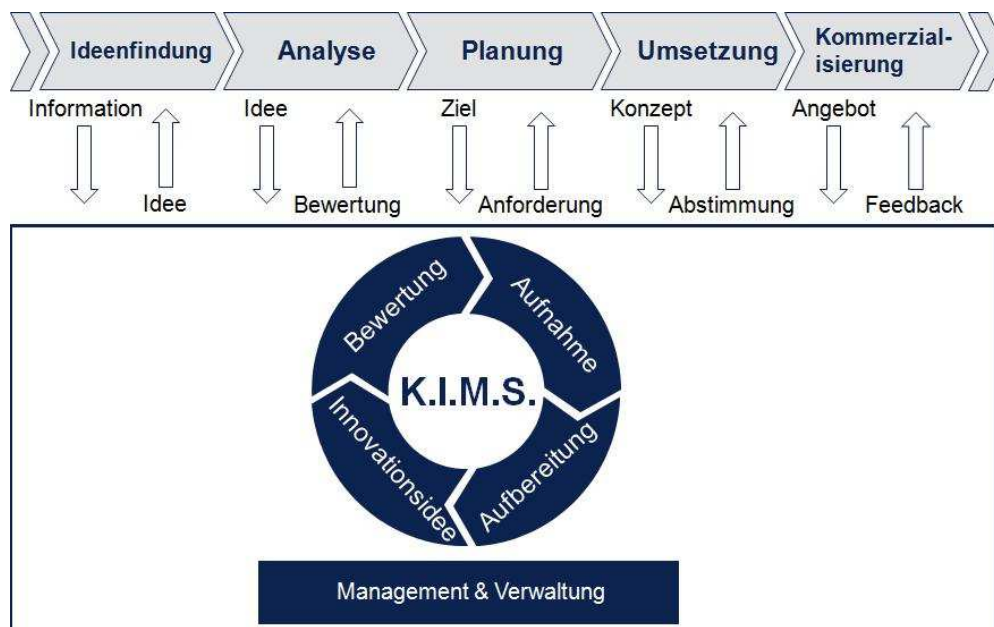 Ideenfindung
Analyse
Planung
Umsetzung
Kommerzial-
isierung
Information
Idee
Ziel
Konzept
Angebot
Idee
Bewertung
Anforderung
Abstimmung
Feedback
Bewertung
Aufnahme
K.I.M.S.
Innovationsidee
Aufbereitung
Management & Verwaltung